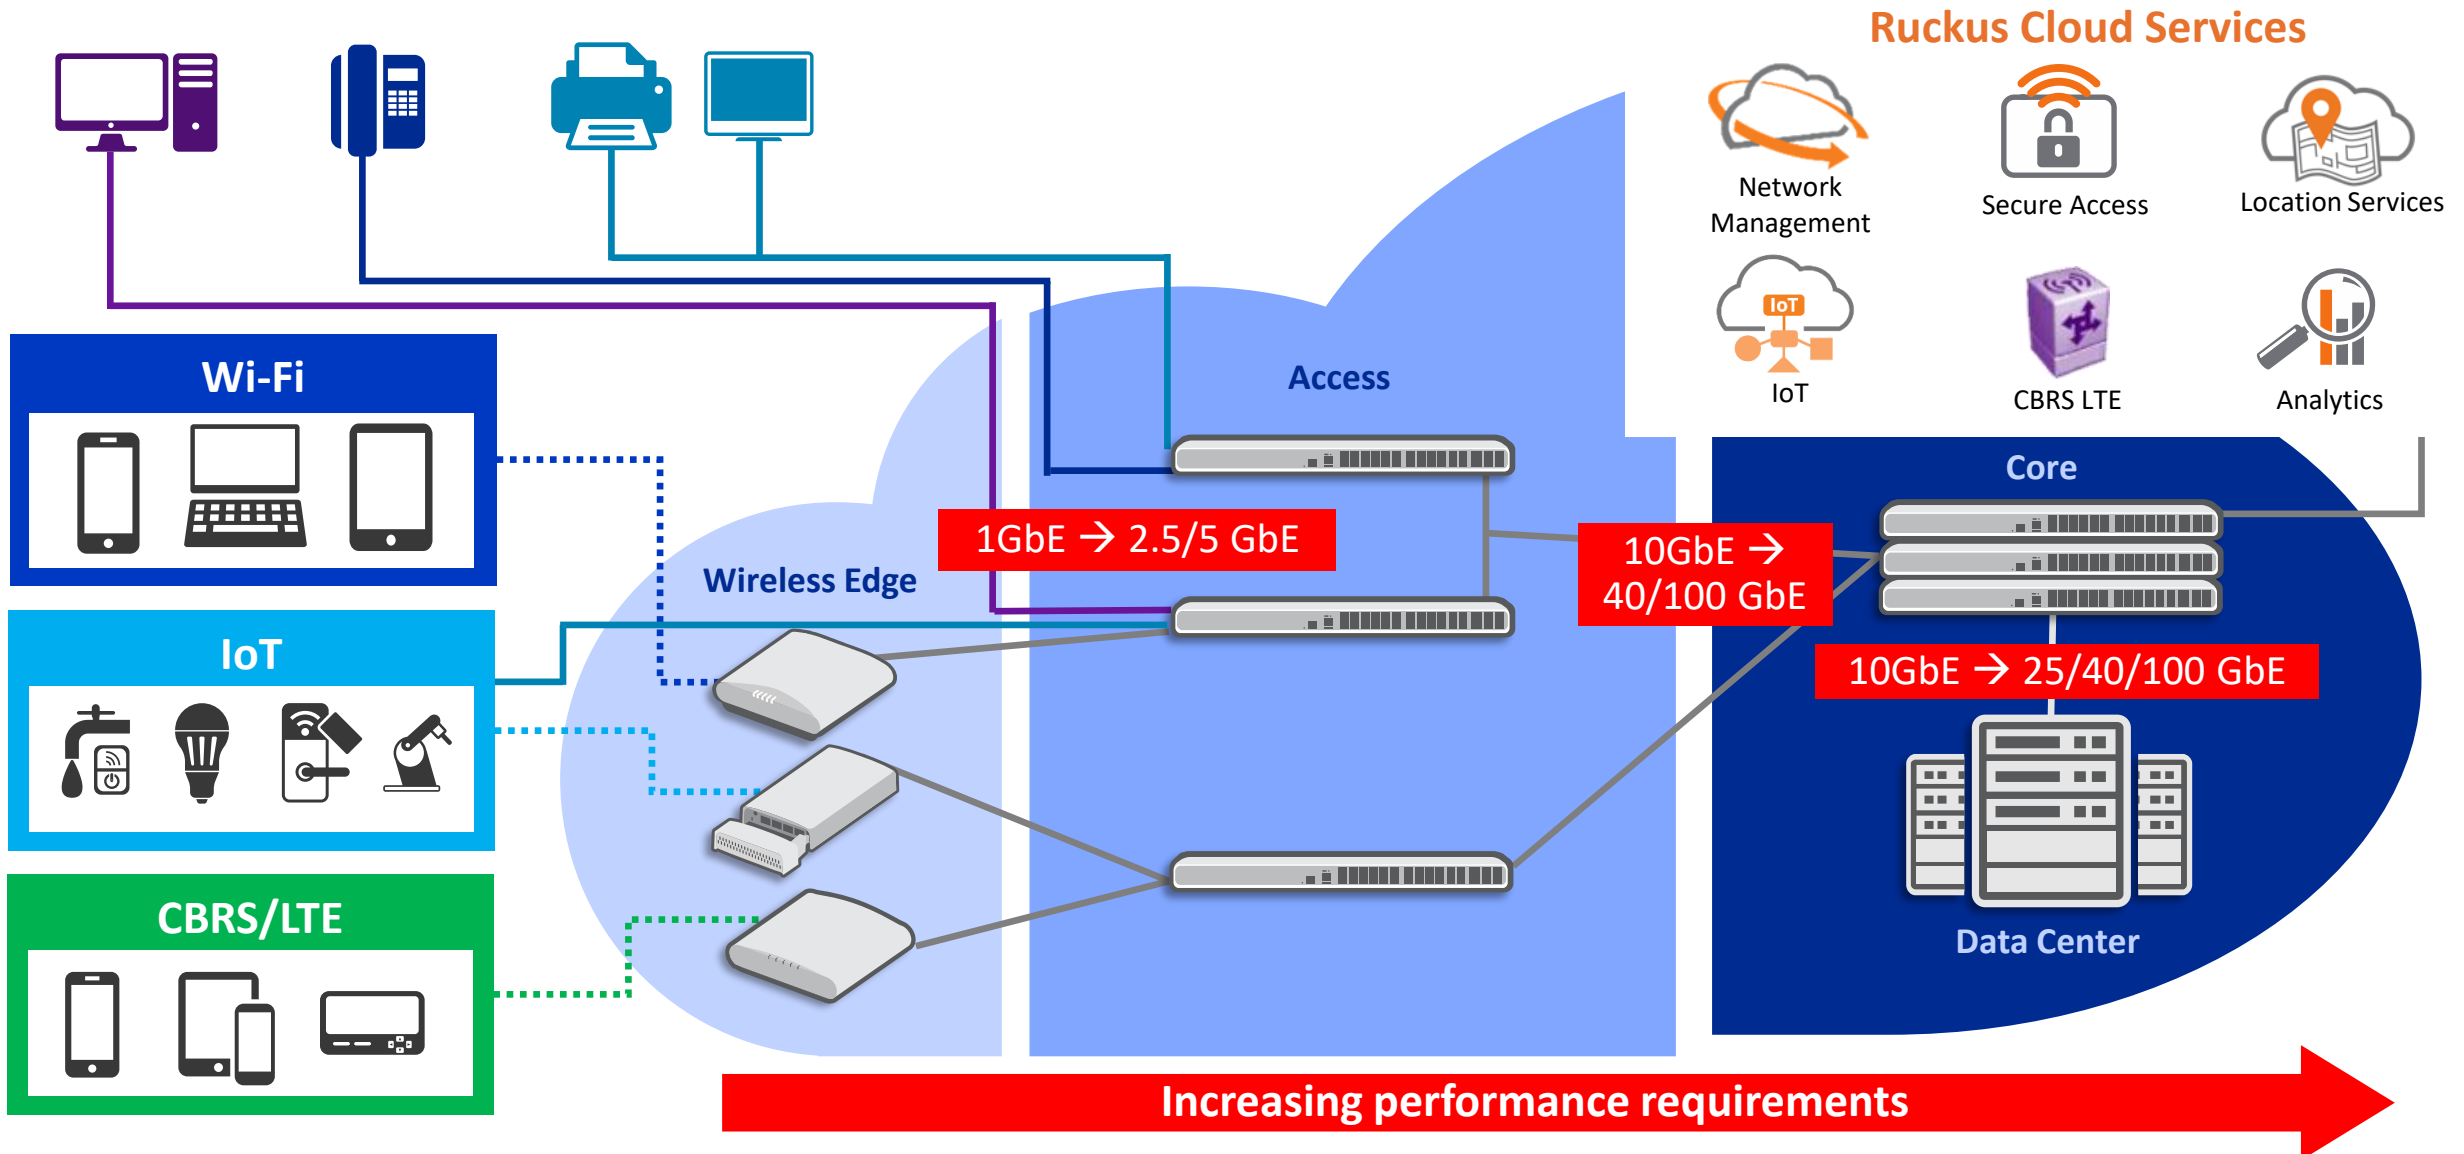 Ruckus Cloud Services
Network
Management
Secure Access
Location Services
IoT
IoT
CBRS LTE
Analytics
Wi-Fi
Access
Core
1GbE → 2.5/5 GbE
10GbE →
40/100 GbE
Wireless Edge
IoT
10GbE → 25/40/100 GbE
CBRS/LTE
Data Center
Increasing performance requirements